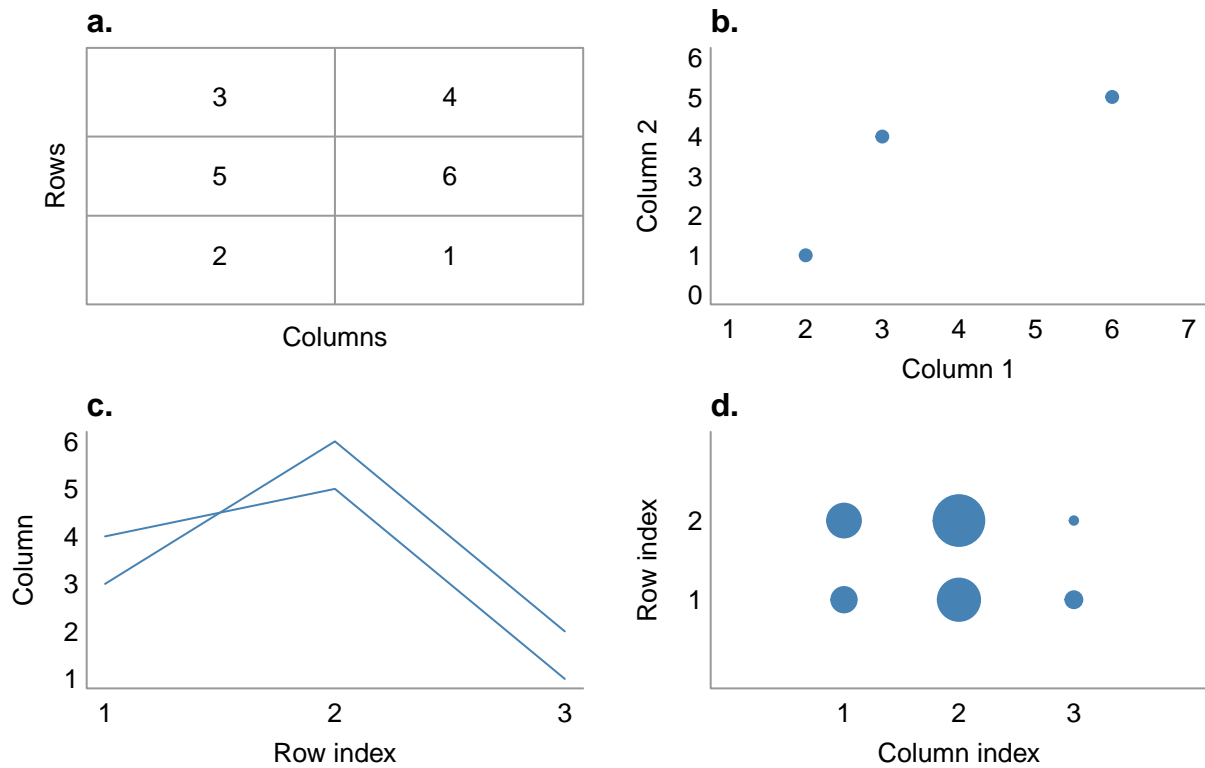 a.
3 4
5 6
2 1
Rows
Columns
b.
6
5
4
3
2
1
0
Column 2
1 2 3 4 5 6 7
Column 1
c.
6
5
4
3
2
1
Column
1 2 3
Row index
d.
2
1
Row index
1 2 3
Column index